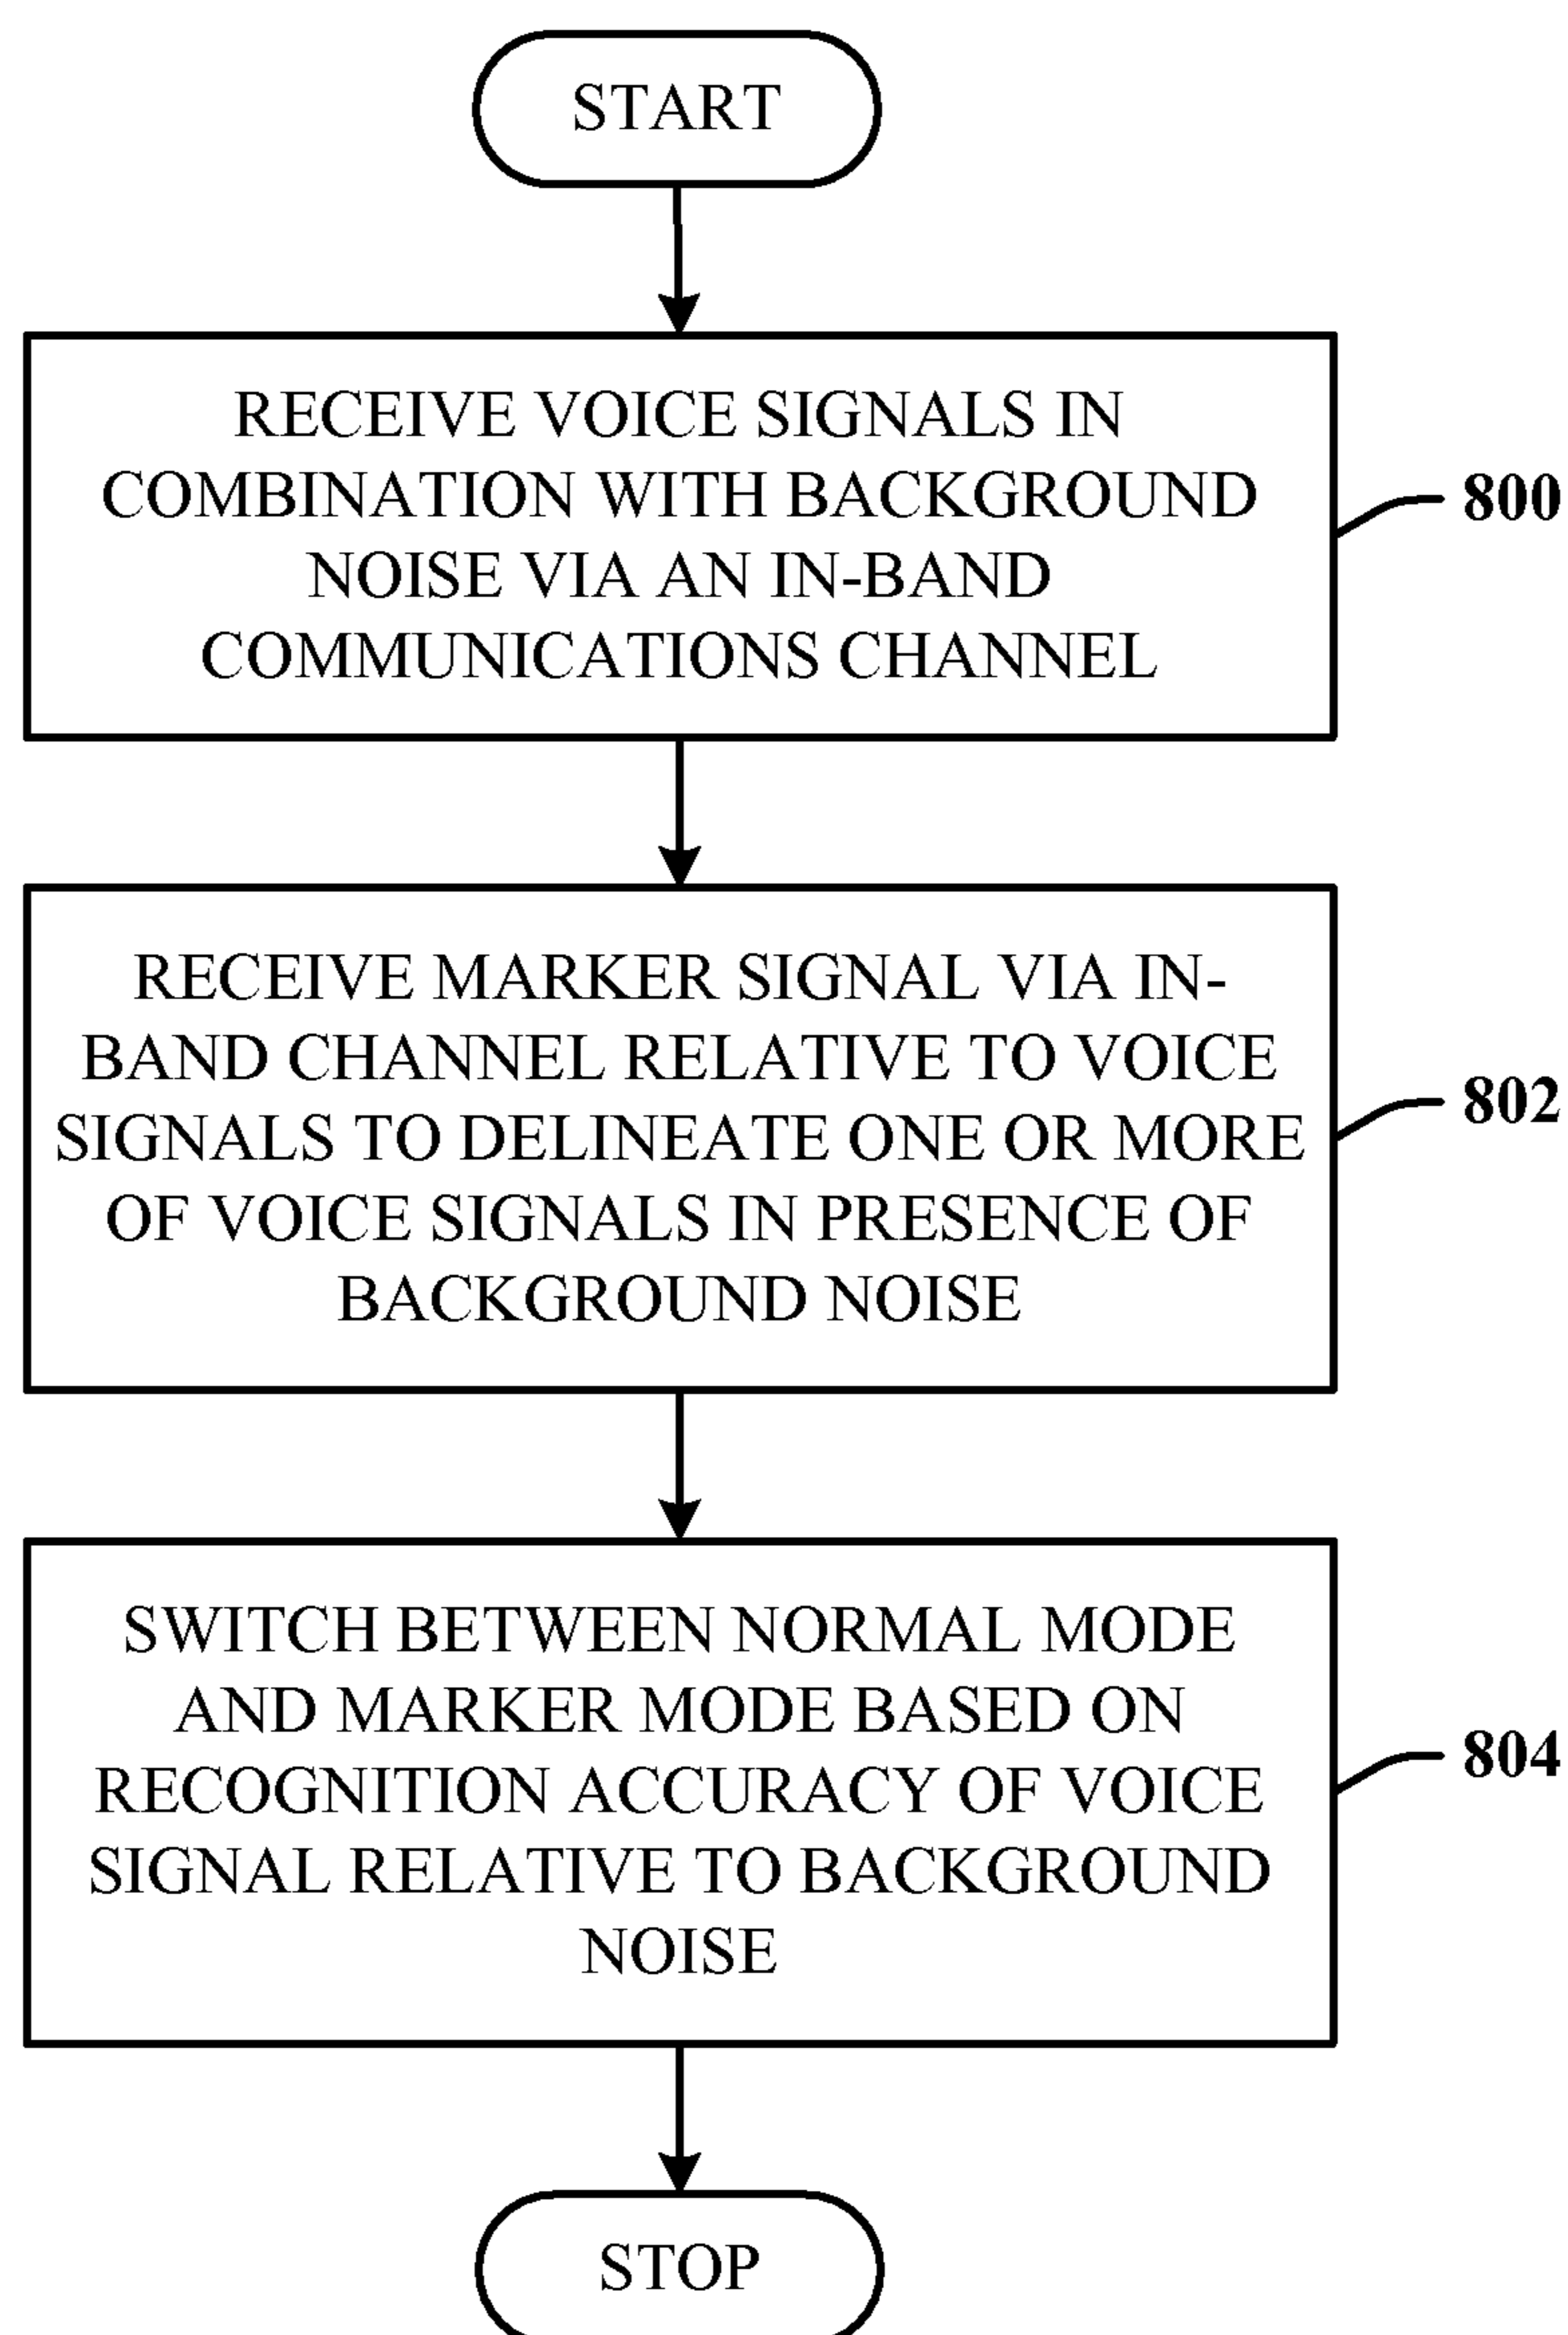 START
RECEIVE VOICE SIGNALS IN
COMBINATION WITH BACKGROUND
NOISE VIA AN IN-BAND
COMMUNICATIONS CHANNEL
800
RECEIVE MARKER SIGNAL VIA IN-
BAND CHANNEL RELATIVE TO VOICE
SIGNALS TO DELINEATE ONE OR MORE
OF VOICE SIGNALS IN PRESENCE OF
BACKGROUND NOISE
802
SWITCH BETWEEN NORMAL MODE
AND MARKER MODE BASED ON
RECOGNITION ACCURACY OF VOICE
SIGNAL RELATIVE TO BACKGROUND
NOISE
804
STOP